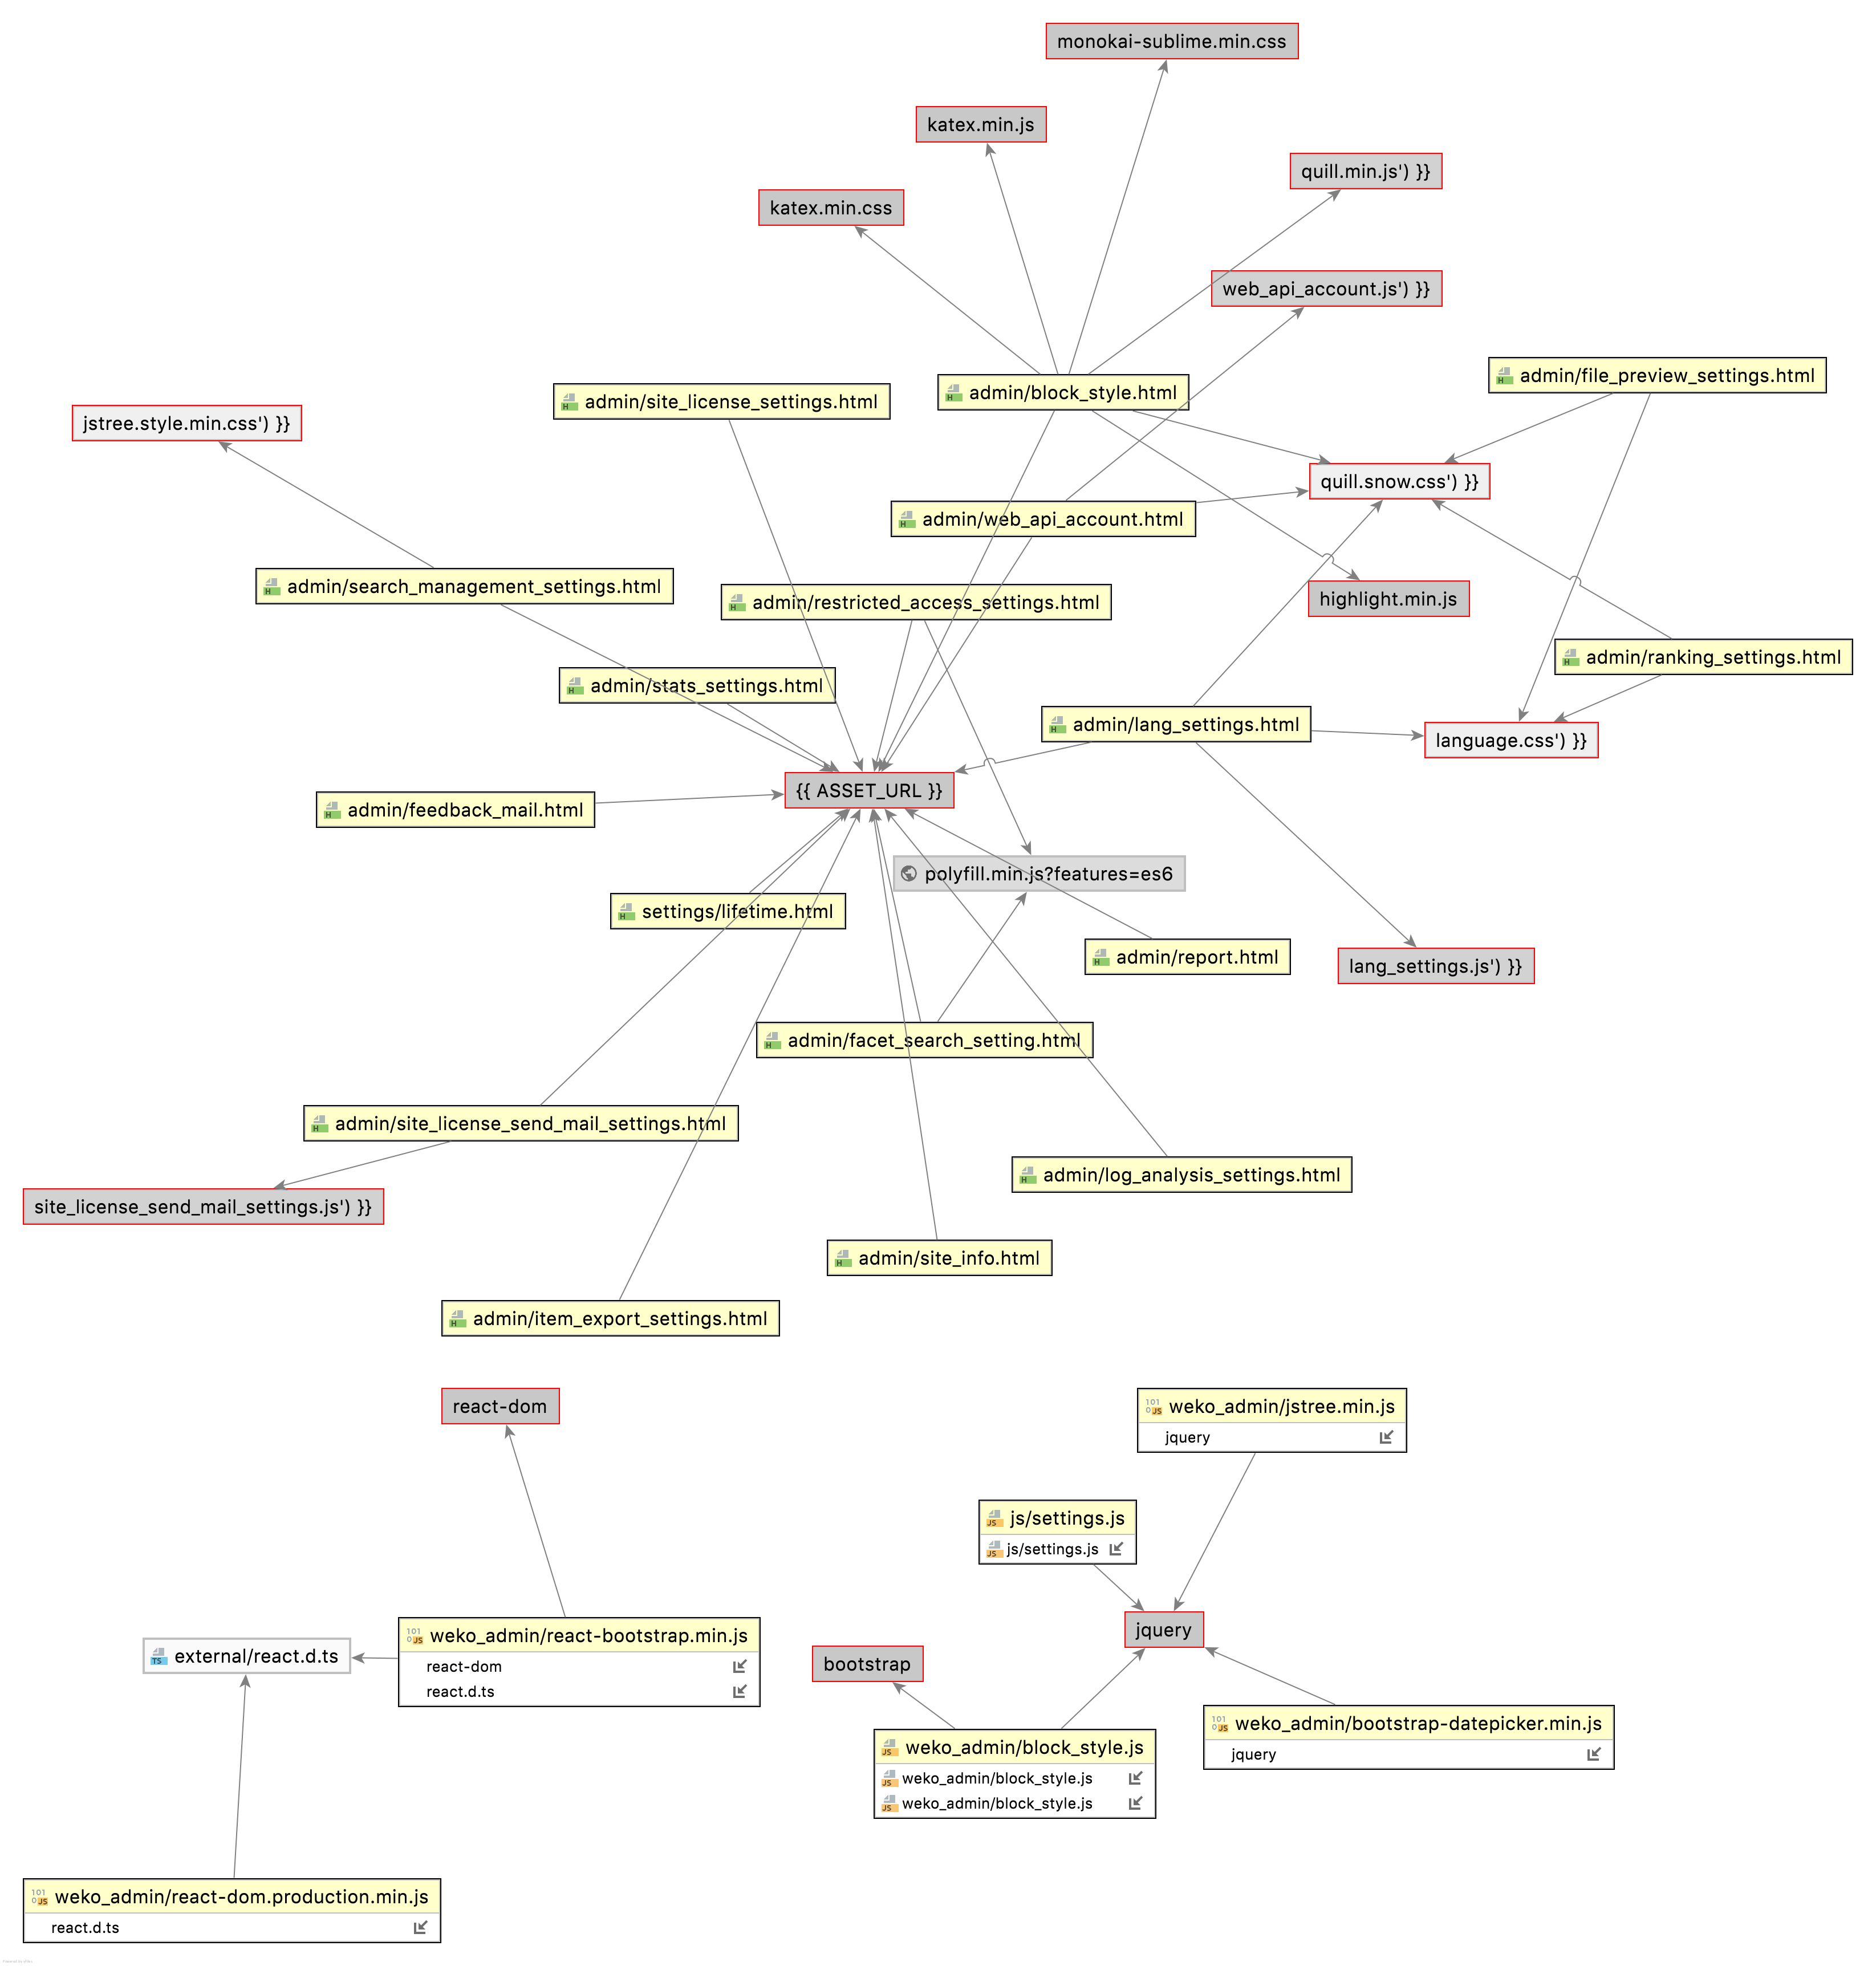 monokai-sublime.min.css
katex.min.js
quill.min.js') }}
katex.min.css
web_api_account.js') }}
admin/file_preview_settings.html
admin/block_style.html
admin/site_license_settings.html
jstree.style.min.css') }}
quill.snow.css') }}
admin/web_api_account.html
admin/search_management_settings.html
admin/restricted_access_settings.html
highlight.min.js
admin/ranking_settings.html
admin/stats_settings.html
admin/lang_settings.html
language.css') }}
{{ ASSET_URL }}
admin/feedback_mail.html
polyfill.min.js?features=es6
settings/lifetime.html
admin/report.html
lang_settings.js') }}
admin/facet_search_setting.html
admin/site_license_send_mail_settings.html
admin/log_analysis_settings.html
site_license_send_mail_settings.js') }}
admin/site_info.html
admin/item_export_settings.html
react-dom
weko_admin/jstree.min.js
jquery
js/settings.js
js/settings.js
jquery
weko_admin/react-bootstrap.min.js
react-dom
react.d.ts
external/react.d.ts
bootstrap
weko_admin/bootstrap-datepicker.min.js
jquery
weko_admin/block_style.js
weko_admin/block_style.js
weko_admin/block_style.js
weko_admin/react-dom.production.min.js
react.d.ts